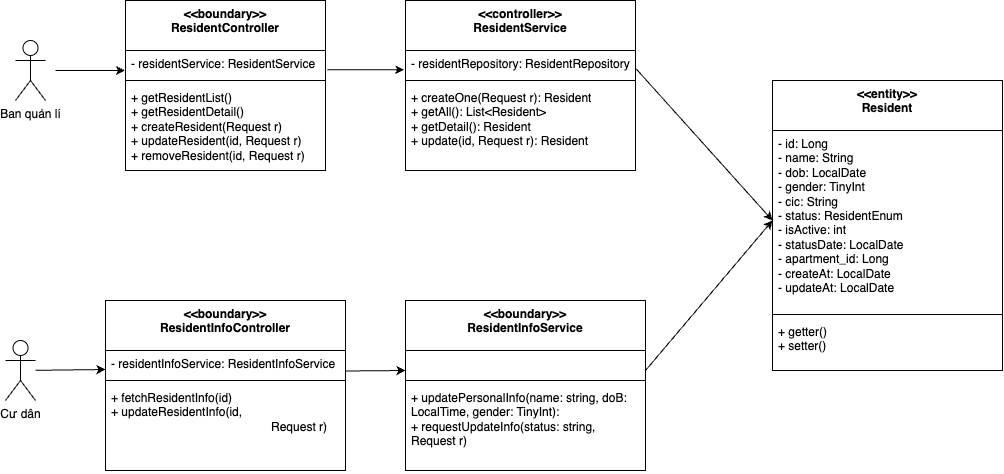 <<boundary>>
ResidentController
- residentService: ResidentService
+ getResidentList()
+ getResidentDetail()
+ createResident(Request r)
+ updateResident(id, Request r)
+ removeResident(id, Request r)
<<controller>>
ResidentService
- residentRepository: ResidentRepository
+ createOne(Request r): Resident
+ getAll(): List<Resident>
+ getDetail(): Resident
+ update(id, Request r): Resident
Ban quản lí
<<entity>>
Resident
- id: Long
- name: String
- dob: LocalDate
- gender: TinyInt
- cic: String
- status: ResidentEnum
- isActive: int
- statusDate: LocalDate
- apartment_id: Long
- createAt: LocalDate
- updateAt: LocalDate
+ getter()
+ setter()
<<boundary>>
ResidentInfoController
- residentInfoService: ResidentInfoService
+ fetchResidentInfo(id)
+ updateResidentInfo(id,
Request r)
<<boundary>>
ResidentInfoService
+ updatePersonalInfo(name: string, doB:
LocalTime, gender: TinyInt):
+ requestUpdateInfo(status: string,
Request r)
Cư dân